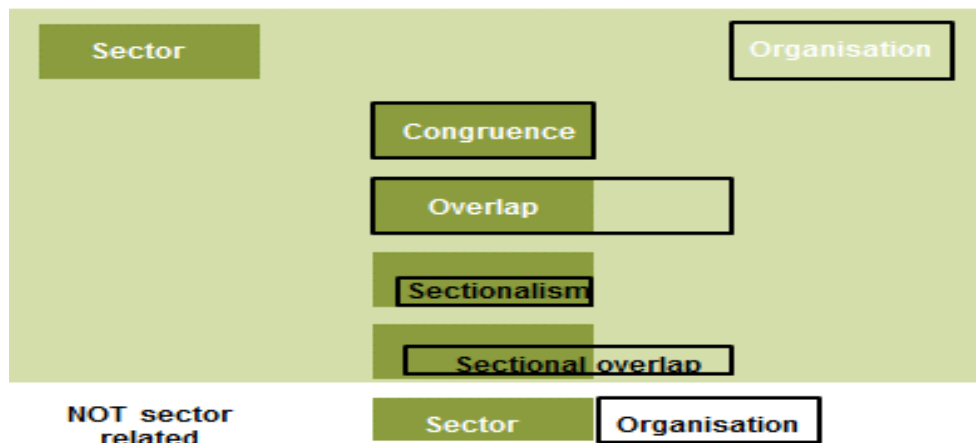 Sector Organisation
Congruence
Overlap
Sectionalism
Sectional overlap
NOT sector
related
Sector Organisation